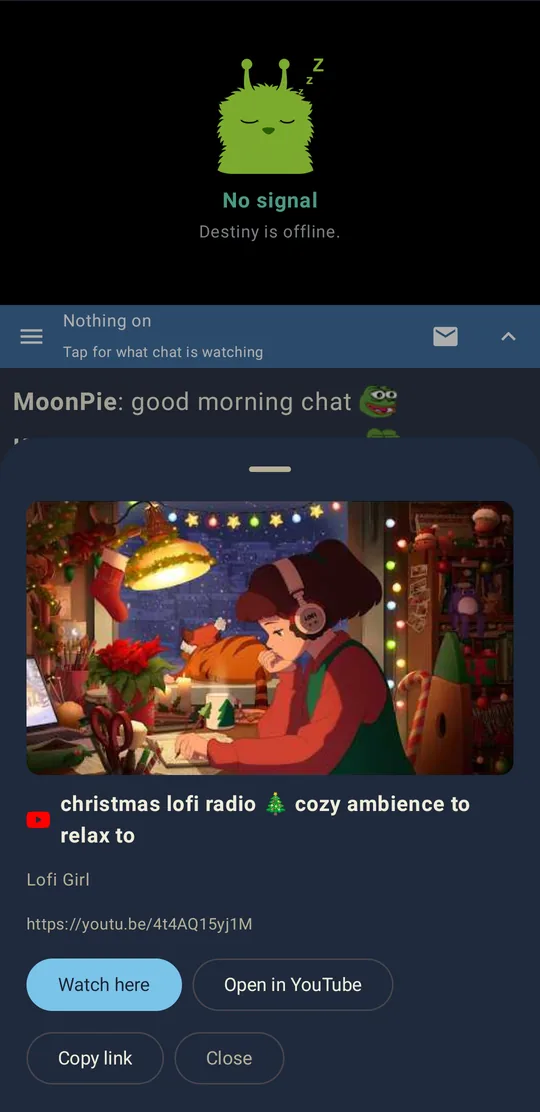 Z
z
z
No signal
Destiny is offline.
Nothing on
Tap for what chat is watching
MoonPie: good morning chat
christmas lofi radio 🎄 cozy ambience to
relax to
Lofi Girl
https://youtu.be/4t4AQ15yj1M
Watch here
Open in YouTube
Copy link
Close